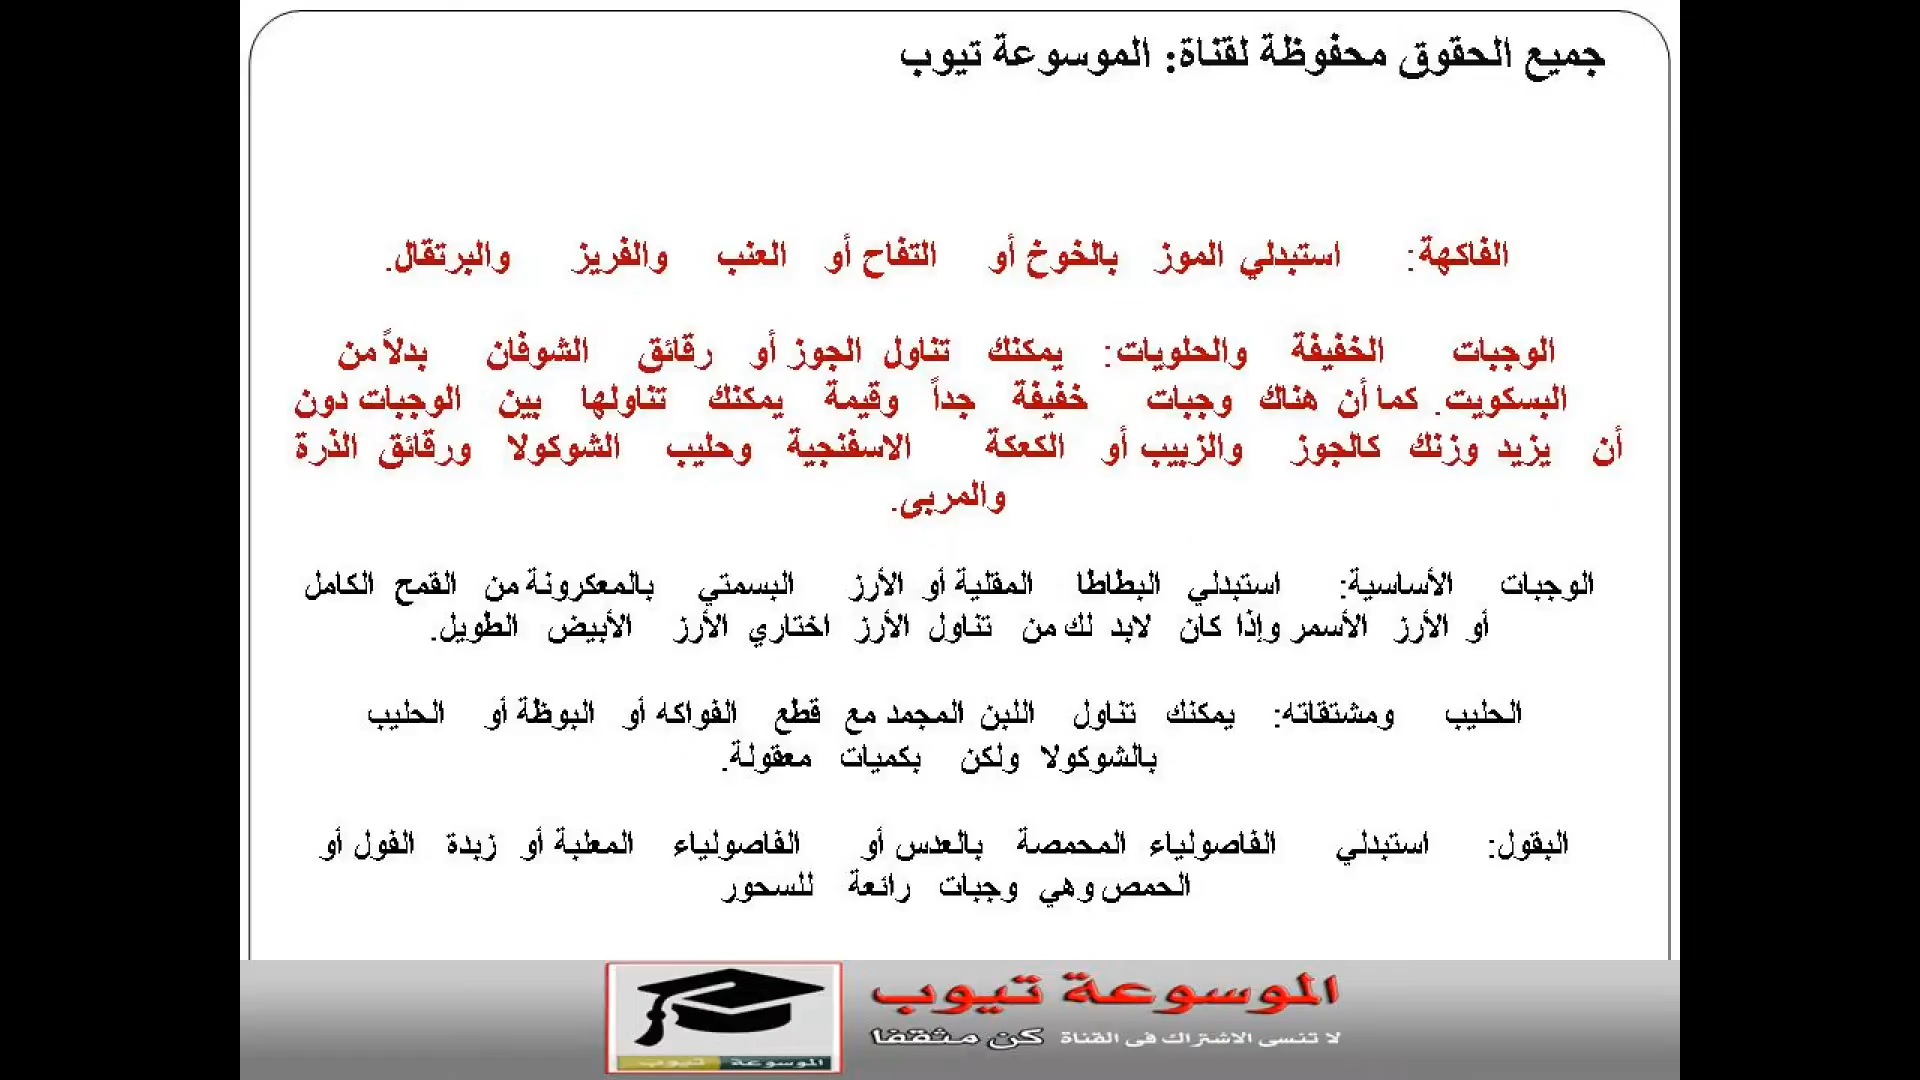 جميع الحقوق محفوظة لقناة: الموسوعة تيوب
الفاكهة: استبدلي الموز بالخوخ أو التفاح أو العنب والفريز والبرتقال.
الوجبات الخفيفة والحلويات: يمكنك تناول الجوز أو رقائق الشوفان بدلاً من
البسكويت. كما أن هناك وجبات خفيفة جداً وقيمة يمكنك تناولها بين الوجبات دون
أن يزيد وزنك كالجوز والزبيب أو الكعكة الاسفنجية وحليب الشوكولا ورقائق الذرة
والمربى.
الوجبات الأساسية: استبدلي البطاطا المقلية أو الأرز البسمتي بالمعكرونة من القمح الكامل
أو الأرز الأسمر وإذا كان لابد لك من تناول الأرز اختاري الأرز الأبيض الطويل.
الحليب ومشتقاته: يمكنك تناول اللبن المجمد مع قطع الفواكه أو البوظة أو الحليب
بالشوكولا ولكن بكميات معقولة.
البقول: استبدلي الفاصولياء المحمصة بالعدس أو الفاصولياء المعلبة أو زبدة الفول أو
الحمص وهي وجبات رائعة للسحور
الموسوعة تيوب
لا تنسى الاشتراك فى القناة كن مثقفا
الموسوعة تيوب